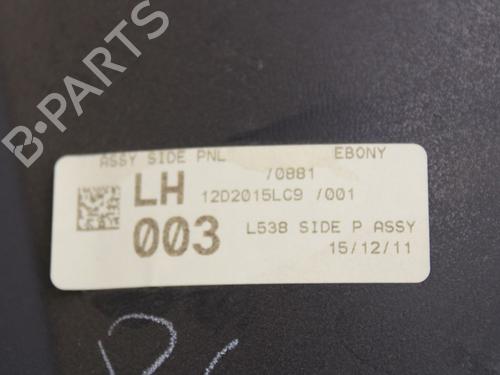 B-PARTS
ASSY SIDE PNL EBONY
/0881
LH 12D2015LC9 /001
003 L538 SIDE P ASSY
15/12/11